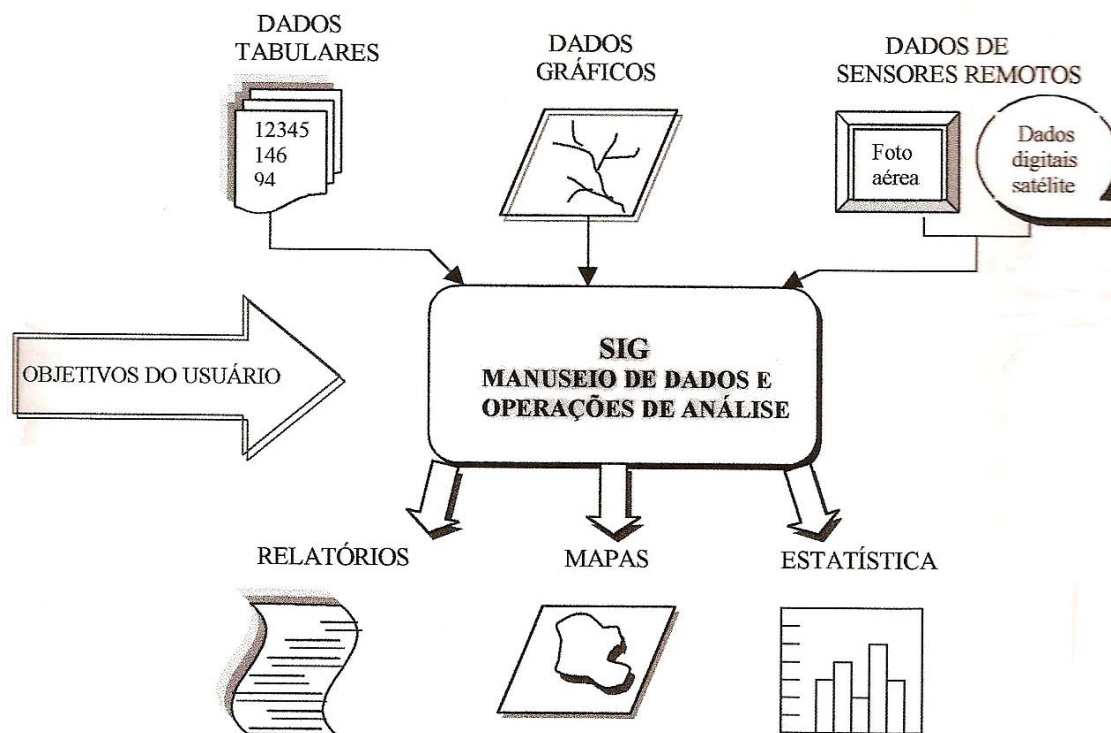 DADOS
TABULARES
DADOS
GRÁFICOS
DADOS DE
SENSORES REMOTOS
12345
146
94
Foto
aérea
Dados
digitais
satélite
OBJETIVOS DO USUÁRIO
SIG
MANUSEIO DE DADOS E
OPERAÇÕES DE ANÁLISE
RELATÓRIOS
MAPAS
ESTATÍSTICA